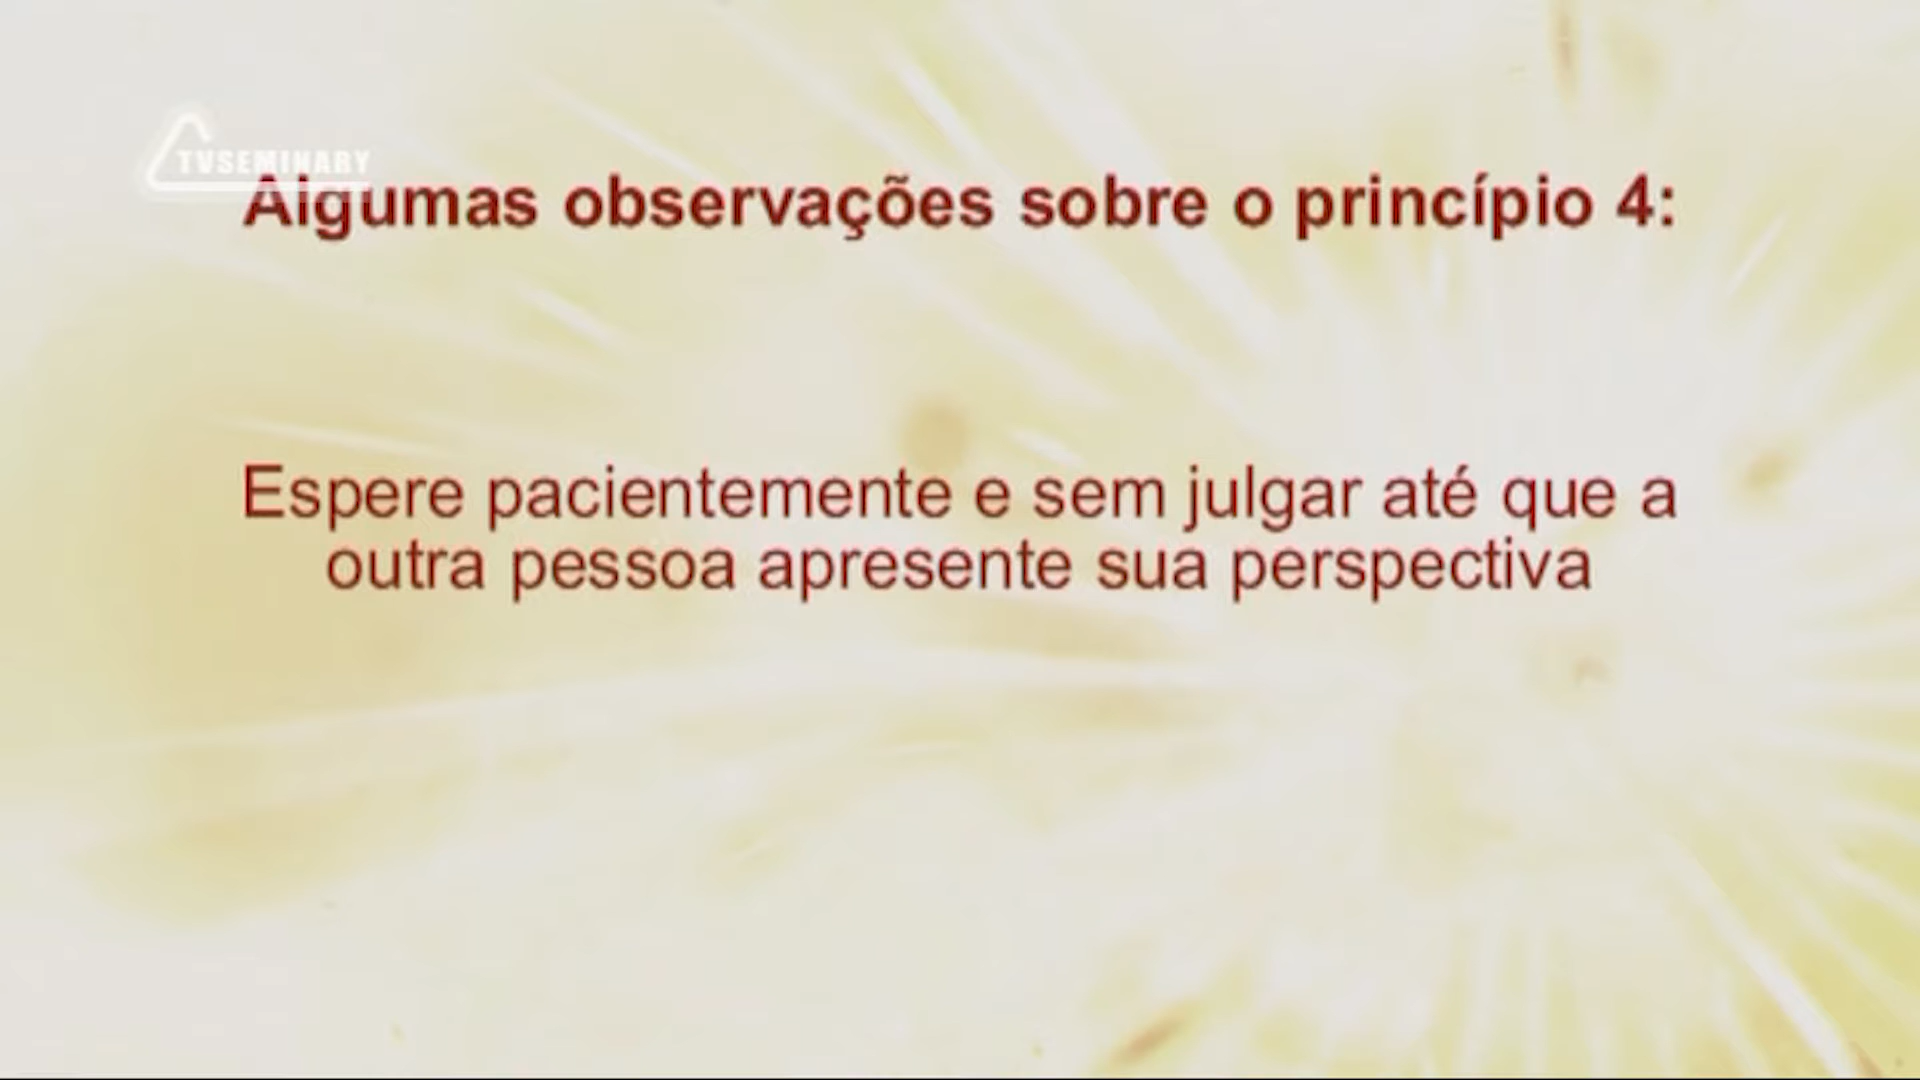 TVSEMINARY
Algumas observações sobre o princípio 4:
Espere pacientemente e sem julgar até que a
outra pessoa apresente sua perspectiva